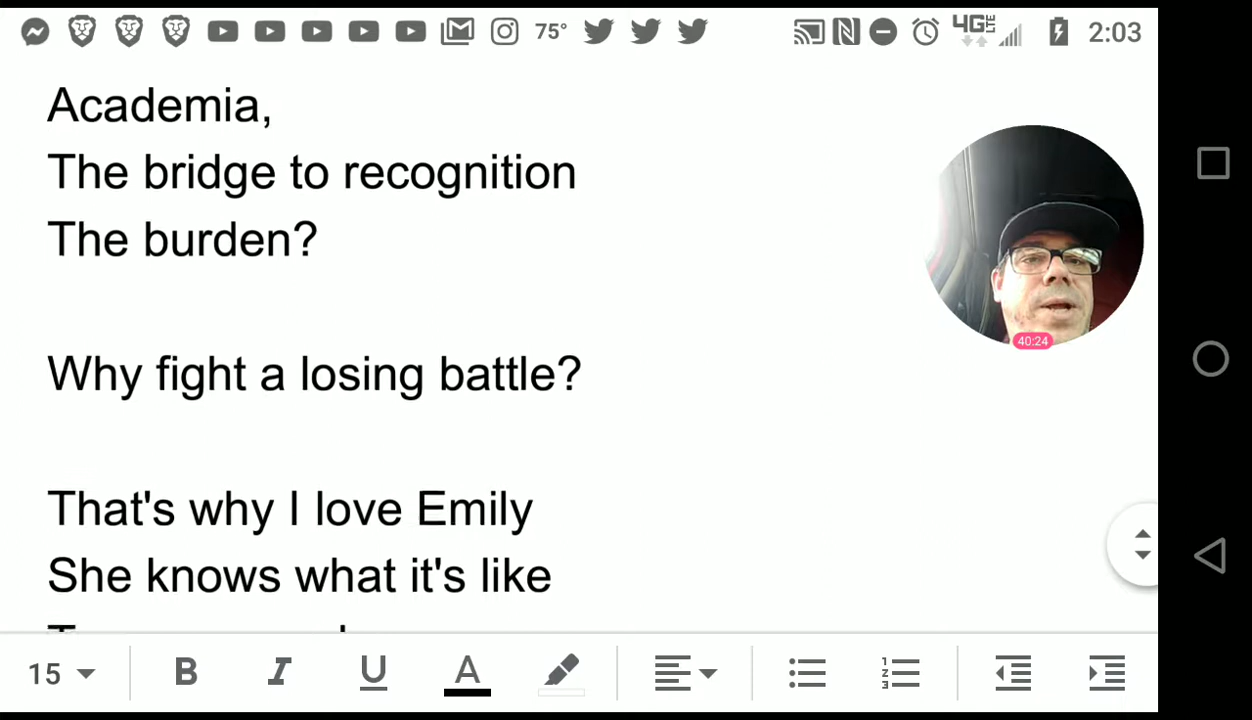 75°
4G LTE
2:03
Academia,
The bridge to recognition
The burden?
40:24
Why fight a losing battle?
That's why I love Emily
She knows what it's like
15
B I U A